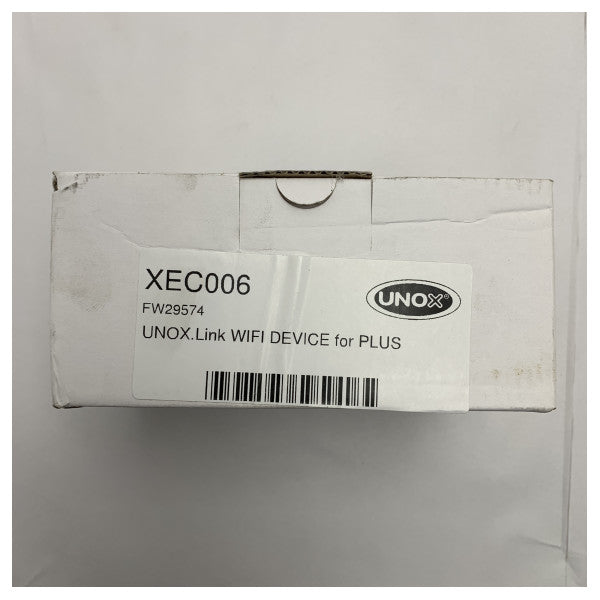 XEC006
UNOX®
FW29574
UNOX.Link WIFI DEVICE for PLUS